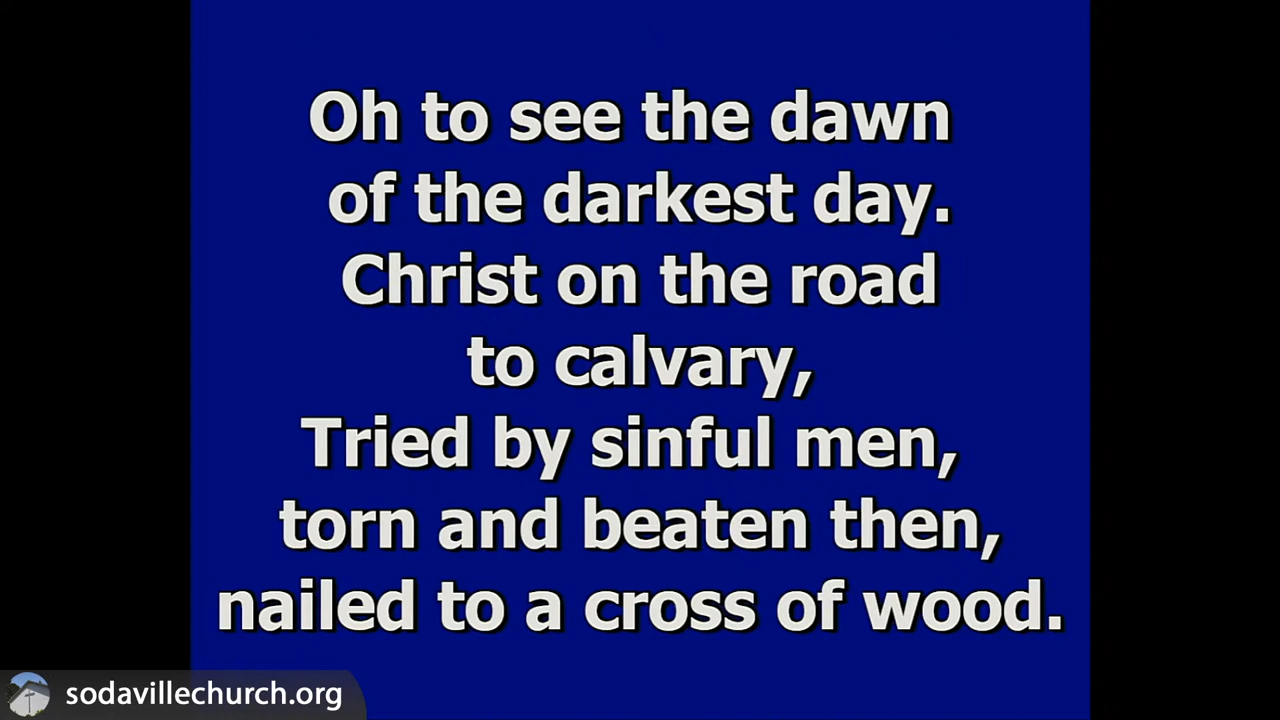 Oh to see the dawn
of the darkest day.
Christ on the road
to calvary,
Tried by sinful men,
torn and beaten then,
nailed to a cross of wood.
sodavillechurch.org